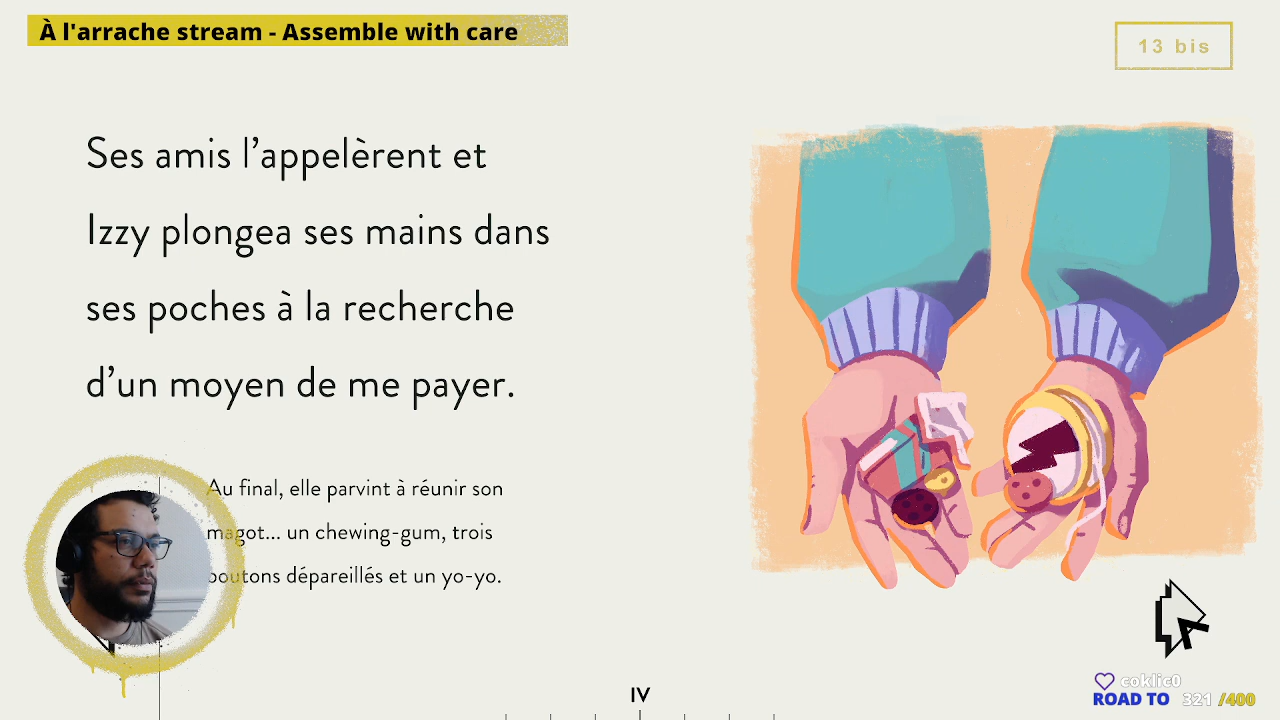 À l'arrache stream - Assemble with care
13 bis
Ses amis l'appelèrent et
Izzy plongea ses mains dans
ses poches à la recherche
d'un moyen de me payer.
Au final, elle parvint à réunir son
magot... un chewing-gum, trois
boutons dépareillés et un yo-yo.
IV
coklic0
ROAD TO 321 /400